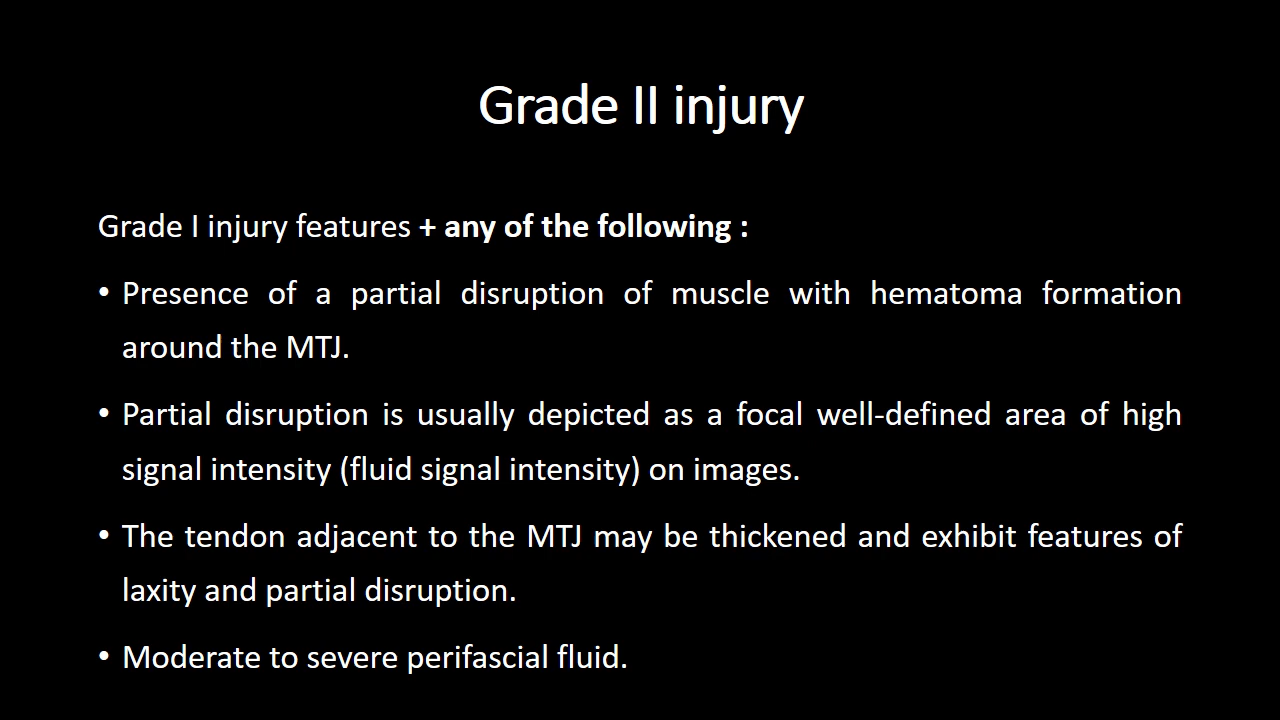 Grade II injury
Grade I injury features + any of the following :
• Presence of a partial disruption of muscle with hematoma formation
around the MTJ.
• Partial disruption is usually depicted as a focal well-defined area of high
signal intensity (fluid signal intensity) on images.
• The tendon adjacent to the MTJ may be thickened and exhibit features of
laxity and partial disruption.
• Moderate to severe perifascial fluid.